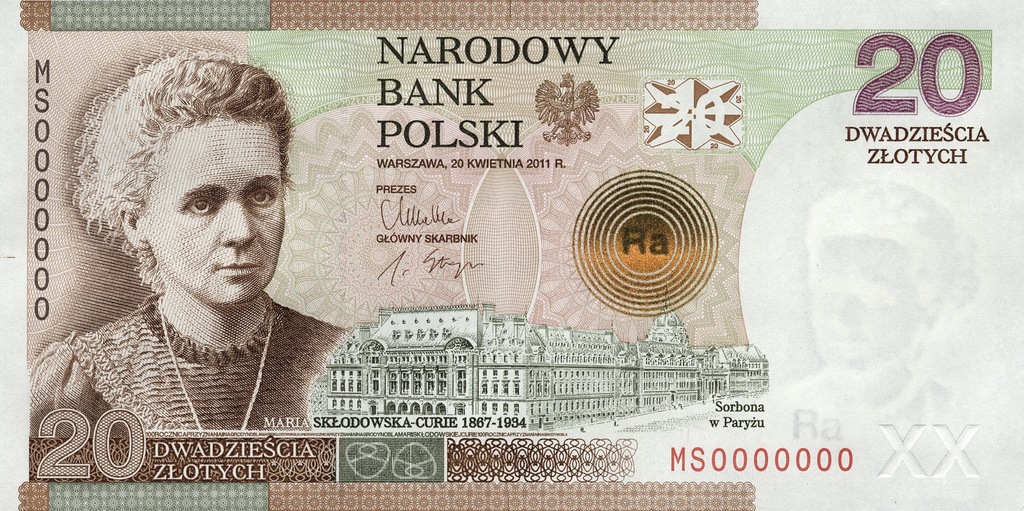 MS0000000
NARODOWY
BANK
POLSKI
WARSZAWA, 20 KWIETNIA 2011 R.
PREZES
GŁÓWNY SKARBNIK
20
20
DWADZIEŚCIA
ZŁOTYCH
Ra
MARIA SKŁODOWSKA-CURIE 1867-1934
Sorbona
w Paryżu
20
DWADZIEŚCIA
ZŁOTYCH
MS0000000
Ra
XX